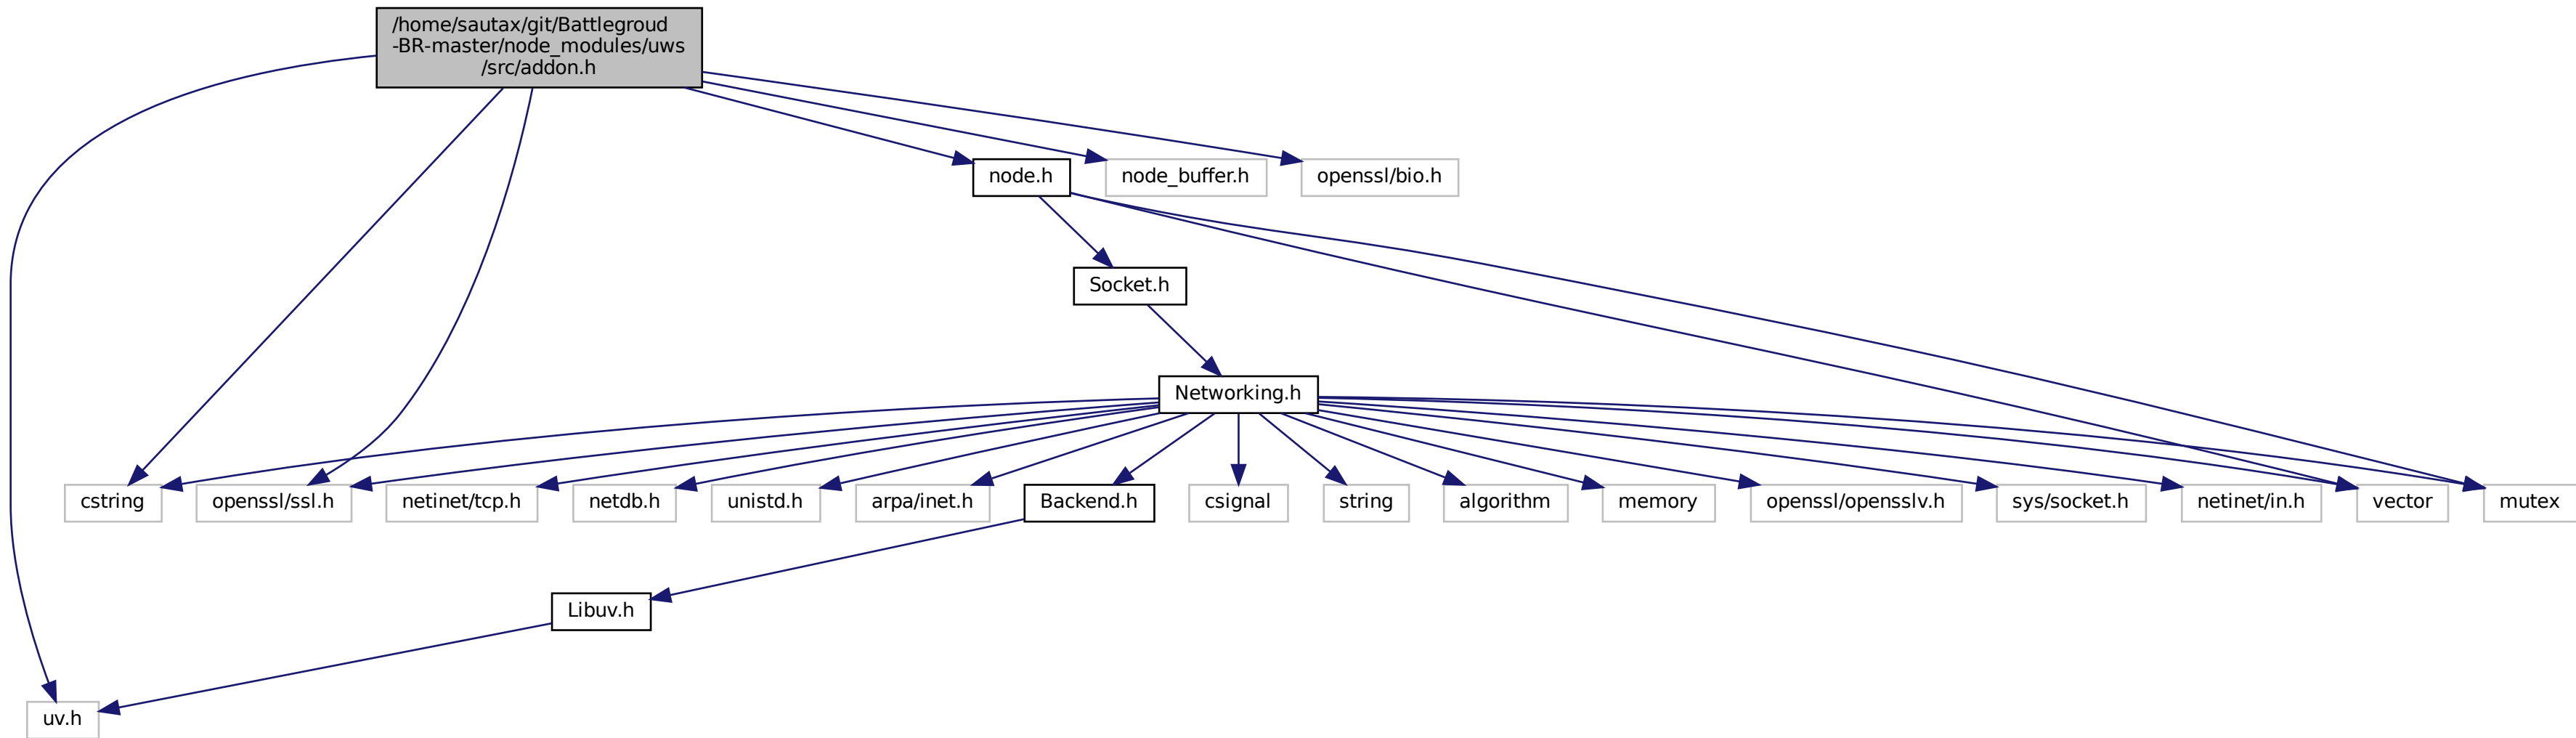 /home/sautax/git/Battlegroud
-BR-master/node_modules/uws
/src/addon.h
node.h
node_buffer.h
openssl/bio.h
Socket.h
Networking.h
cstring
openssl/ssl.h
netinet/tcp.h
netdb.h
unistd.h
arpa/inet.h
Backend.h
csignal
string
algorithm
memory
openssl/opensslv.h
sys/socket.h
netinet/in.h
vector
mutex
Libuv.h
uv.h